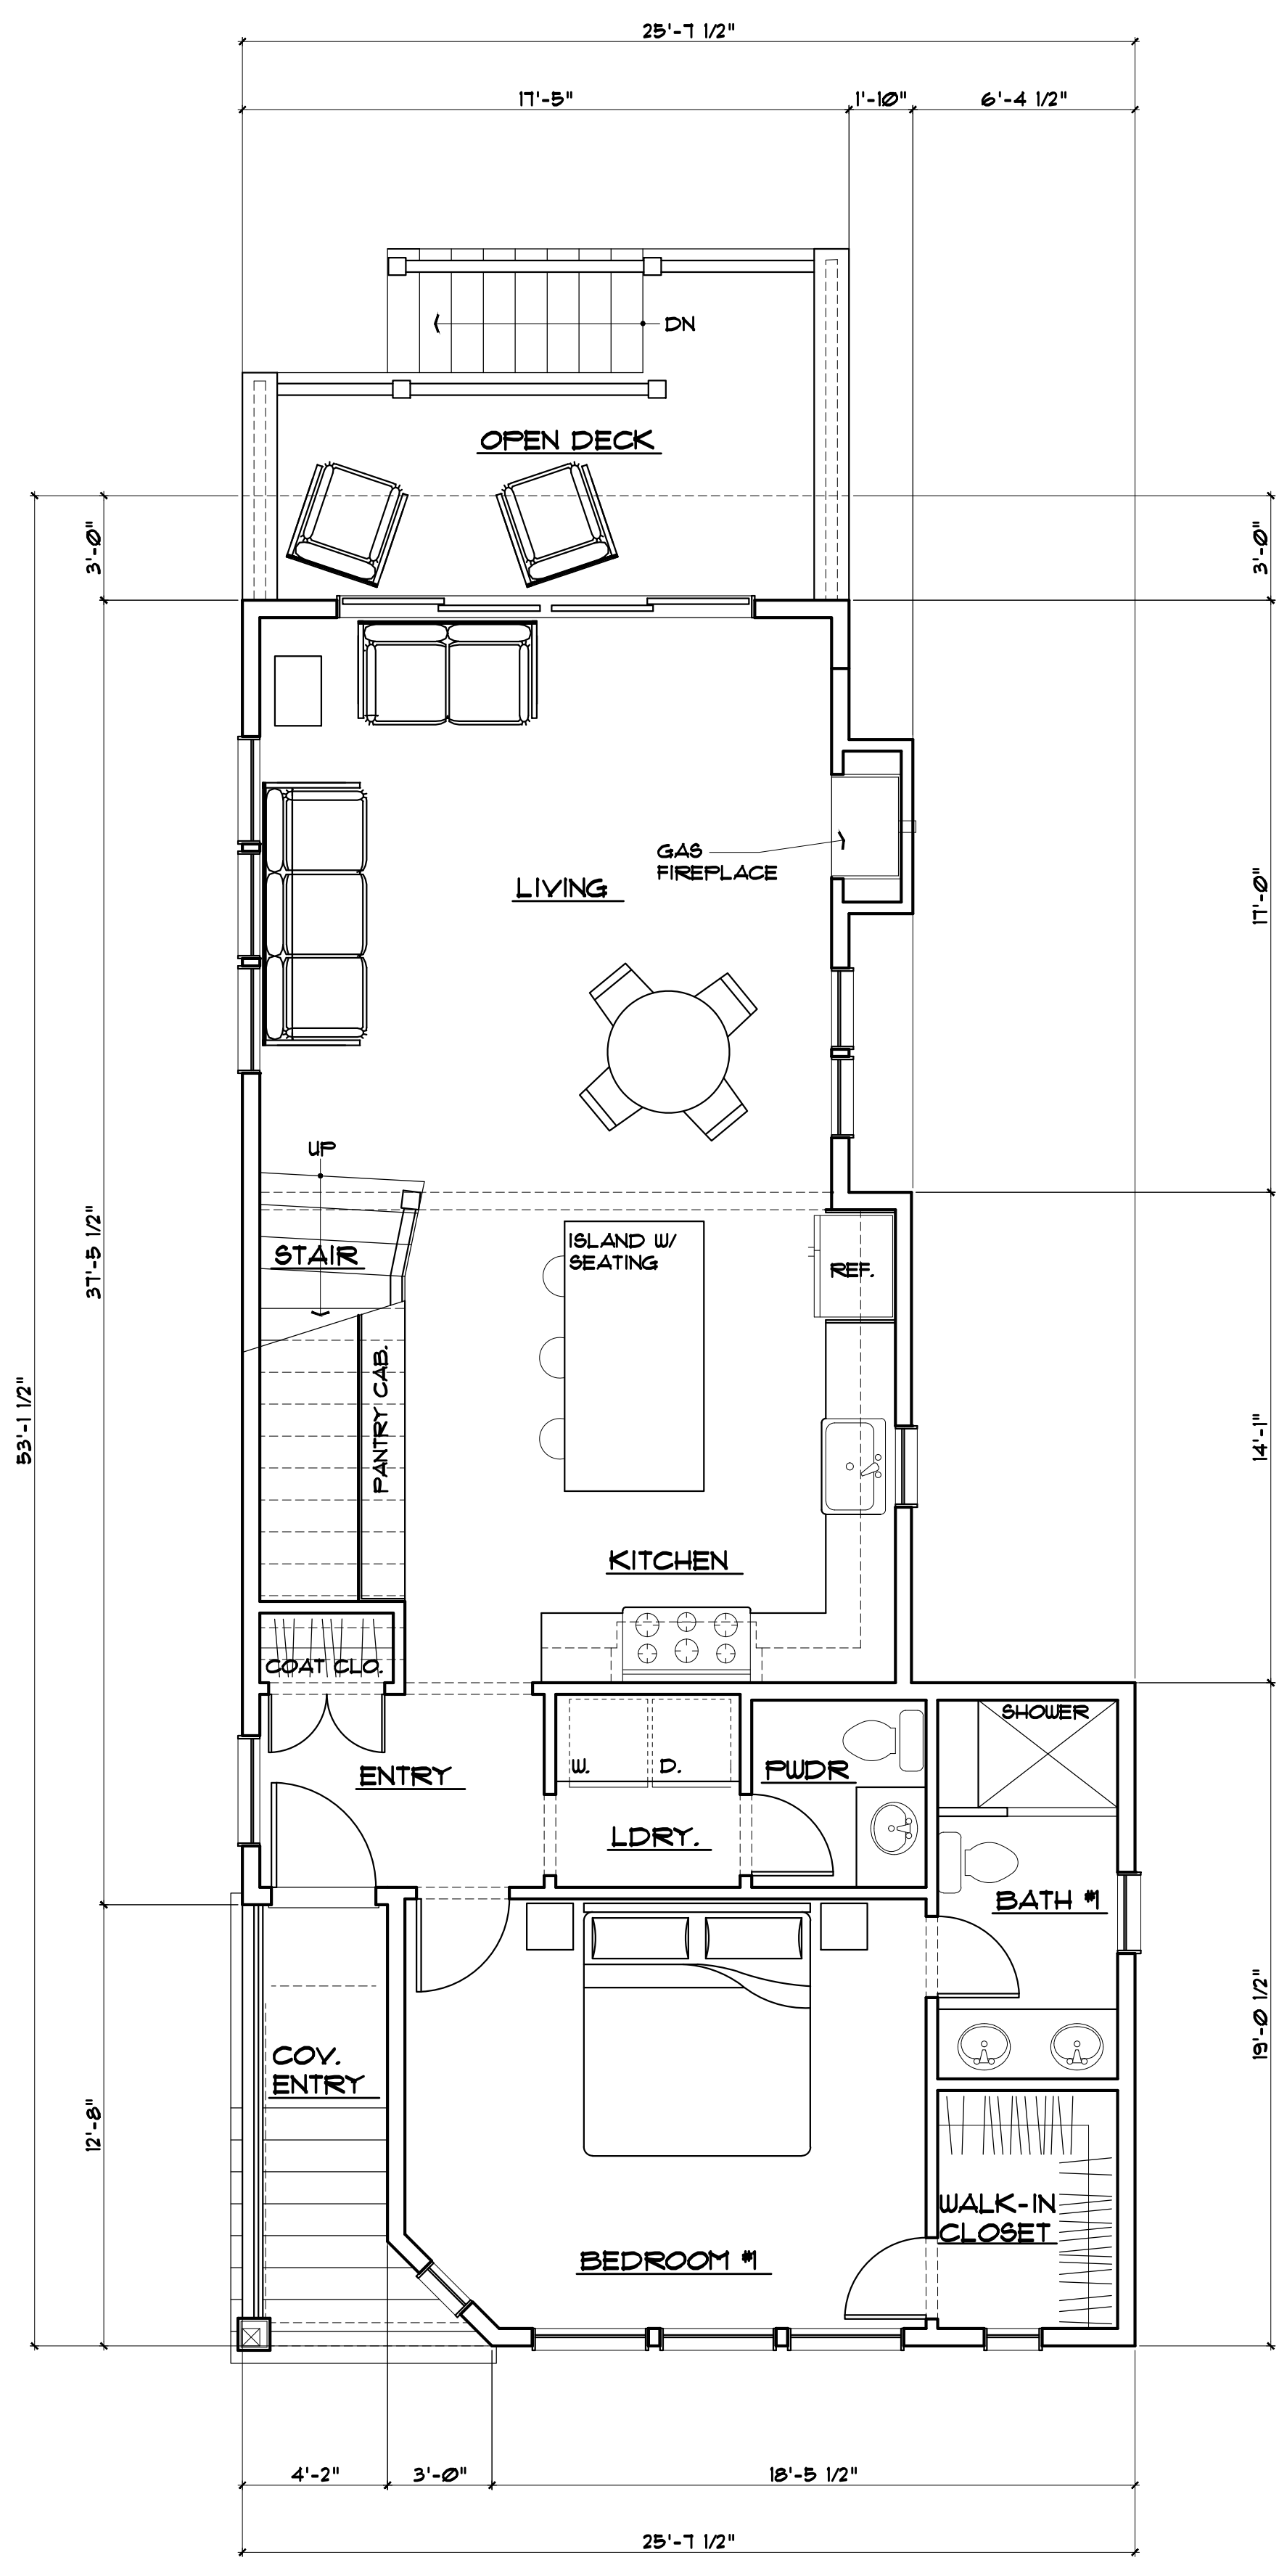 25'-7 1/2"
17'-5"
1'-10"
6'-4 1/2"
DN
OPEN DECK
3'-0"
3'-0"
GAS
FIREPLACE
LIVING
17'-0"
UP
STAIR
ISLAND W/
SEATING
REF.
37'-5 1/2"
PANTRY CAB.
53'-1 1/2"
14'-1"
KITCHEN
COAT CLO.
SHOWER
ENTRY
W.
D.
PWDR
LDRY.
BATH #1
19'-0 1/2"
COV.
ENTRY
12'-8"
WALK-IN
CLOSET
BEDROOM #1
4'-2"
3'-0"
18'-5 1/2"
25'-7 1/2"